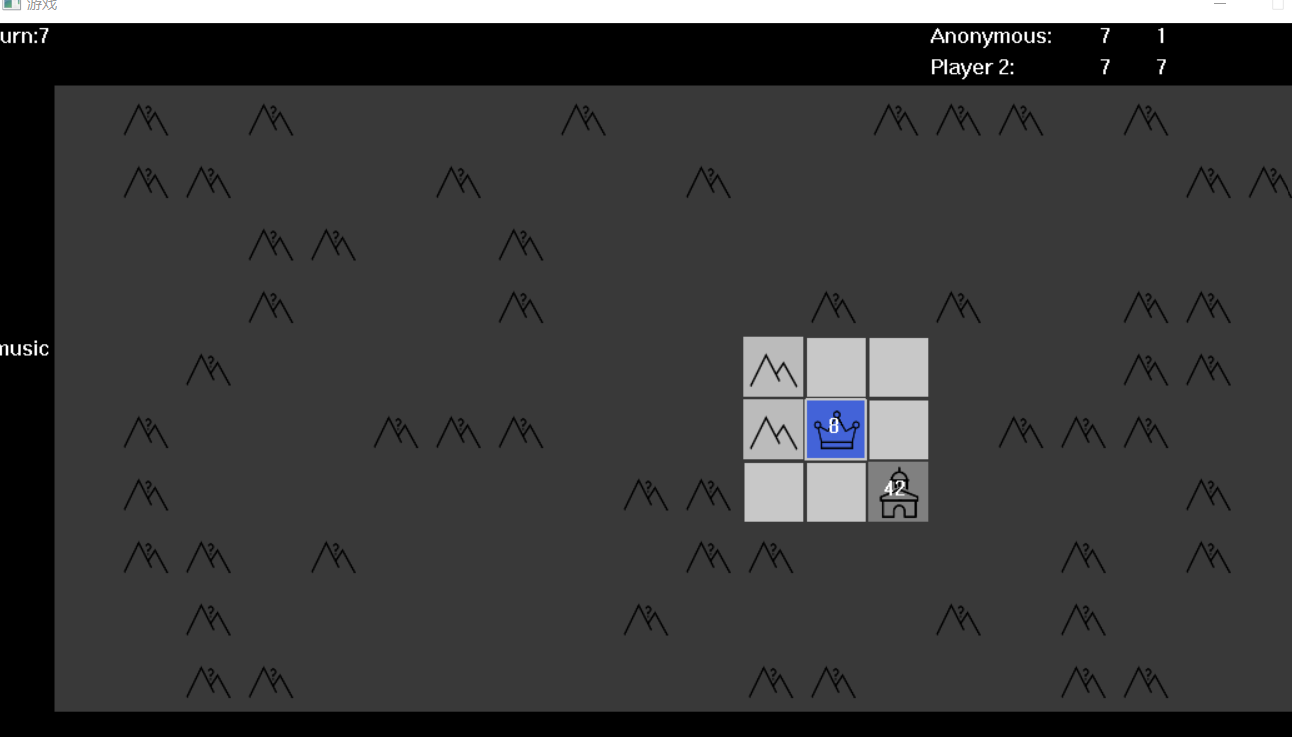 游戏
urn:7
Anonymous: 7 1
Player 2: 7 7
music
8
42